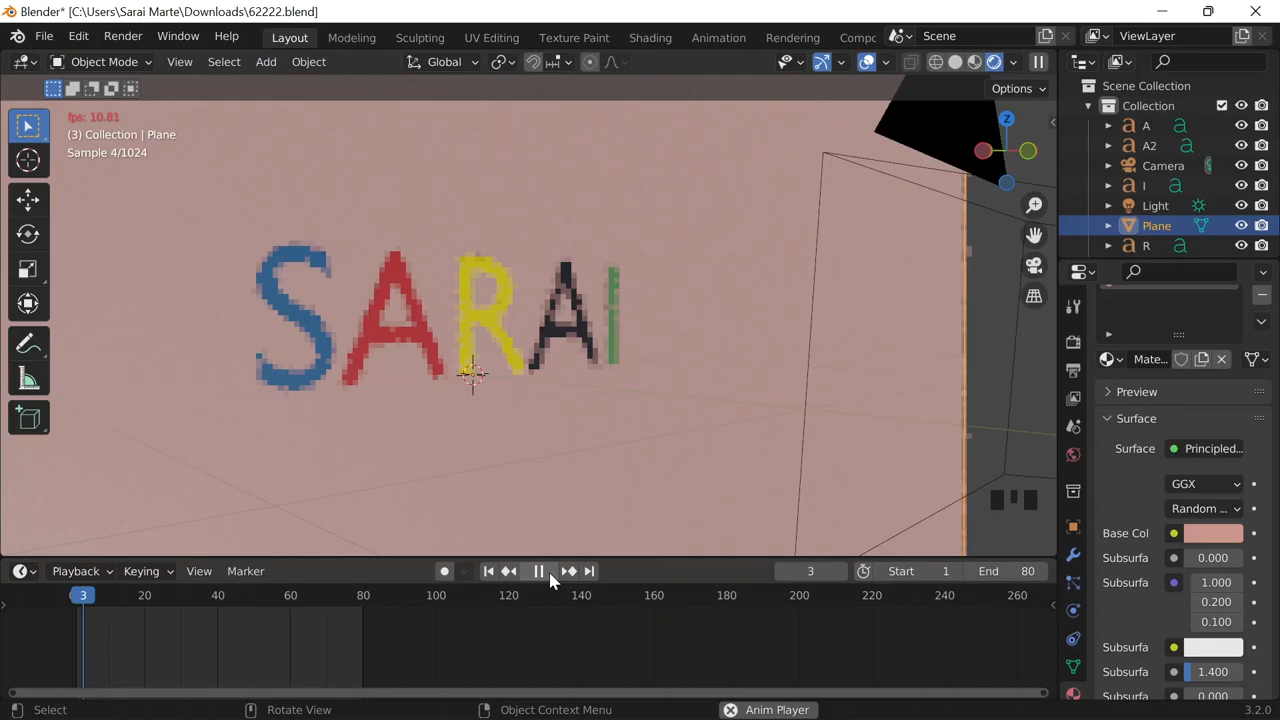 Blender* [C:\Users\Sarai Marte\Downloads\62222.blend]
File Edit Render Window Help Layout Modeling Sculpting UV Editing Texture Paint Shading Animation Rendering Compc Scene ViewLayer
Object Mode View Select Add Object Global
Options
fps: 10.81
(3) Collection | Plane
Sample 4/1024
Z
SARAI
Scene Collection
Collection
A
A2
Camera
I
Light
Plane
R
Mate...
Preview
Surface
Surface Principled...
GGX
Random ...
Base Col
Subsurfa 0.000
Subsurfa 1.000
0.200
0.100
Subsurfa
Subsurfa 1.400
Subsurfa 0.000
Playback Keying View Marker 3 Start 1 End 80
3 20 40 60 80 100 120 140 160 180 200 220 240 260
Select Rotate View Object Context Menu Anim Player 3.2.0